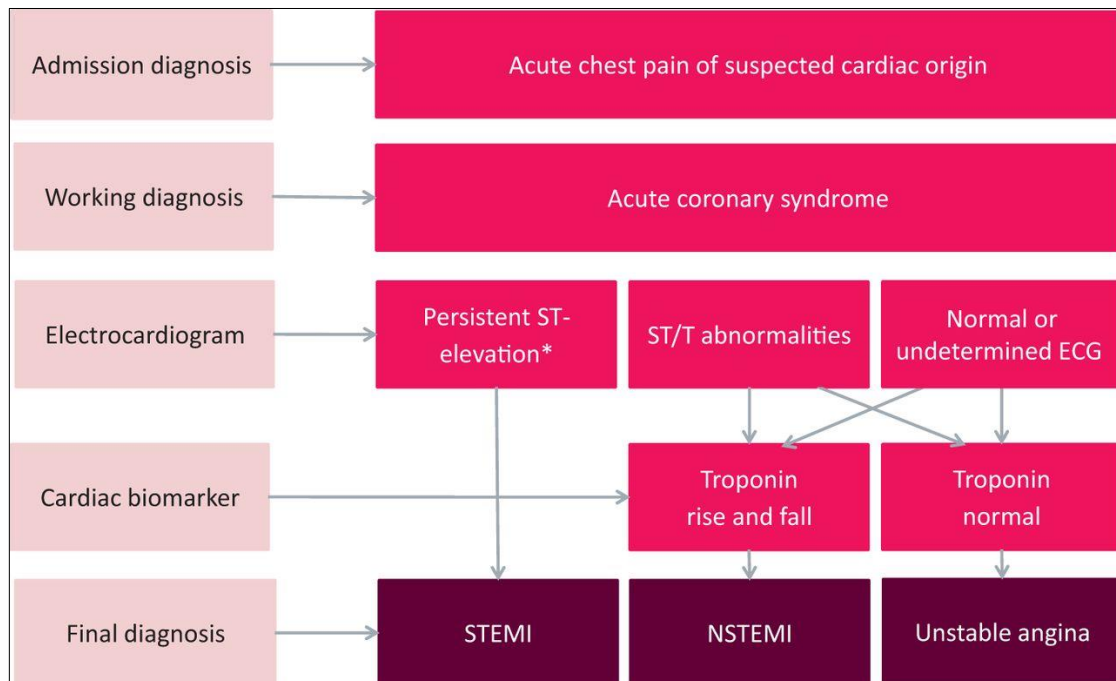 Admission diagnosis
Acute chest pain of suspected cardiac origin
Working diagnosis
Acute coronary syndrome
Electrocardiogram
Persistent ST-
elevation*
ST/T abnormalities
Normal or
undetermined ECG
Cardiac biomarker
Troponin
rise and fall
Troponin
normal
Final diagnosis
STEMI
NSTEMI
Unstable angina